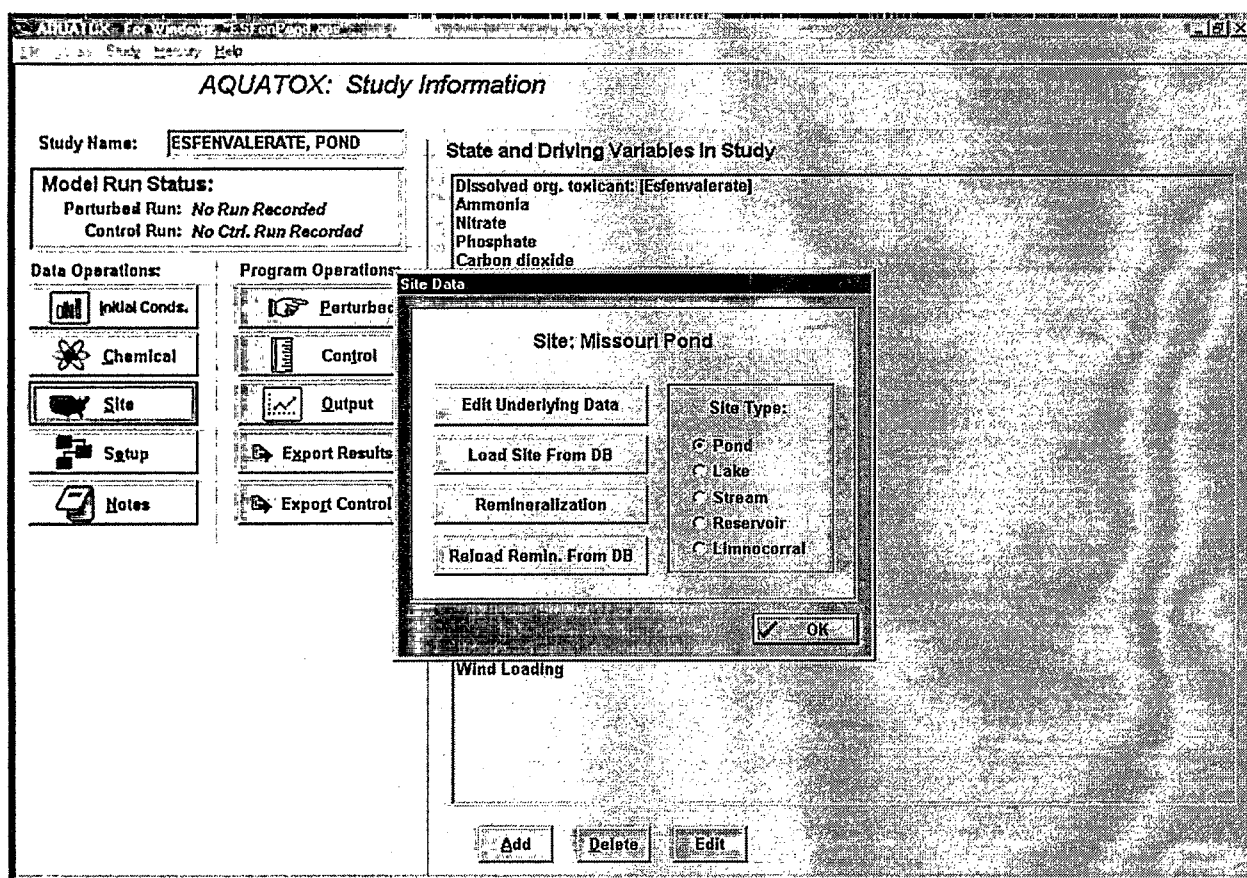 AQUATOX: Study Information
Study Name: ESFENVALERATE, POND
Model Run Status:
Perturbed Run: No Run Recorded
Control Run: No Ctrl. Run Recorded
Data Operations:
Initial Conds.
Chemical
Site
Setup
Notes
Program Operations:
Perturbed
Control
Output
Export Results
Export Control
State and Driving Variables In Study
Dissolved org. toxicant: [Esfenvalerate]
Ammonia
Nitrate
Phosphate
Carbon dioxide
Wind Loading
Add Delete Edit
Site Data
Site: Missouri Pond
Edit Underlying Data
Load Site From DB
Remineralization
Reload Remin. From DB
Site Type:
Pond
Lake
Stream
Reservoir
Limnocorral
OK
Study
Help